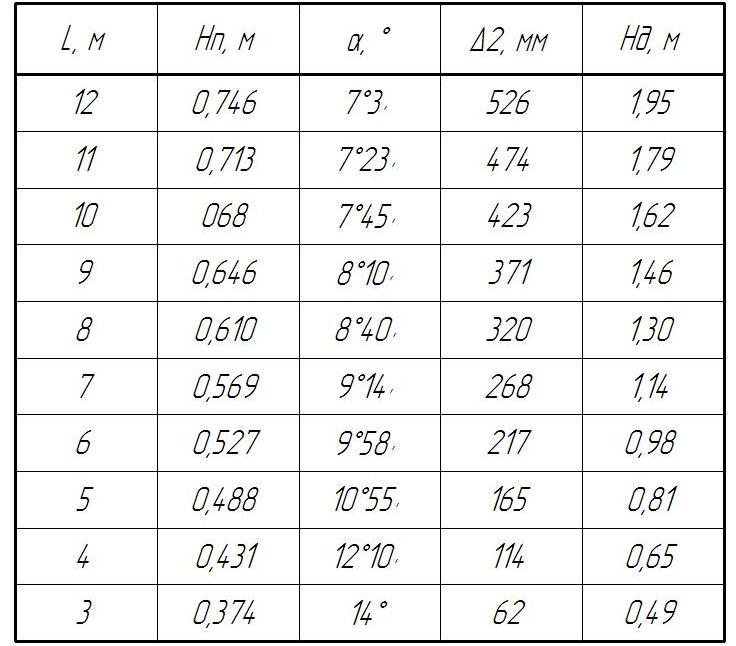 L, м Нп, м α, ° Δ2, мм Нд, м
12 0,746 7°3′ 526 1,95
11 0,713 7°23′ 474 1,79
10 068 7°45′ 423 1,62
9 0,646 8°10′ 371 1,46
8 0,610 8°40′ 320 1,30
7 0,569 9°14′ 268 1,14
6 0,527 9°58′ 217 0,98
5 0,488 10°55′ 165 0,81
4 0,431 12°10′ 114 0,65
3 0,374 14° 62 0,49